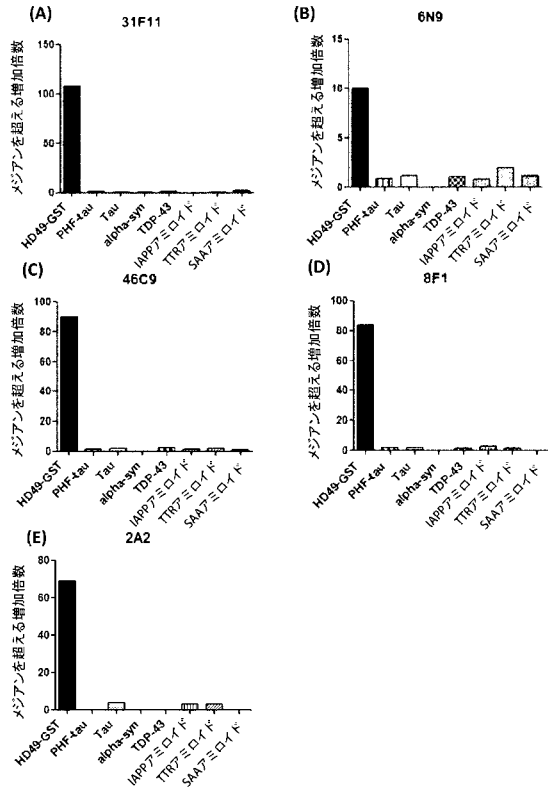 (A)
31F11
メジアンを超える増加倍数
150
100
50
0
HD49-GST
PHF-tau
Tau
alpha-syn
TDP-43
IAPPアミロイド
TTRアミロイド
SAAアミロイド
(B)
6N9
メジアンを超える増加倍数
15
10
5
0
HD49-GST
PHF-tau
Tau
alpha-syn
TDP-43
IAPPアミロイド
TTRアミロイド
SAAアミロイド
(C)
46C9
メジアンを超える増加倍数
100
80
60
40
20
0
HD49-GST
PHF-tau
Tau
alpha-syn
TDP-43
IAPPアミロイド
TTRアミロイド
SAAアミロイド
(D)
8F1
メジアンを超える増加倍数
100
80
60
40
20
0
HD49-GST
PHF-tau
Tau
alpha-syn
TDP-43
IAPPアミロイド
TTRアミロイド
SAAアミロイド
(E)
2A2
メジアンを超える増加倍数
80
60
40
20
0
HD49-GST
PHF-tau
Tau
alpha-syn
TDP-43
IAPPアミロイド
TTRアミロイド
SAAアミロイド